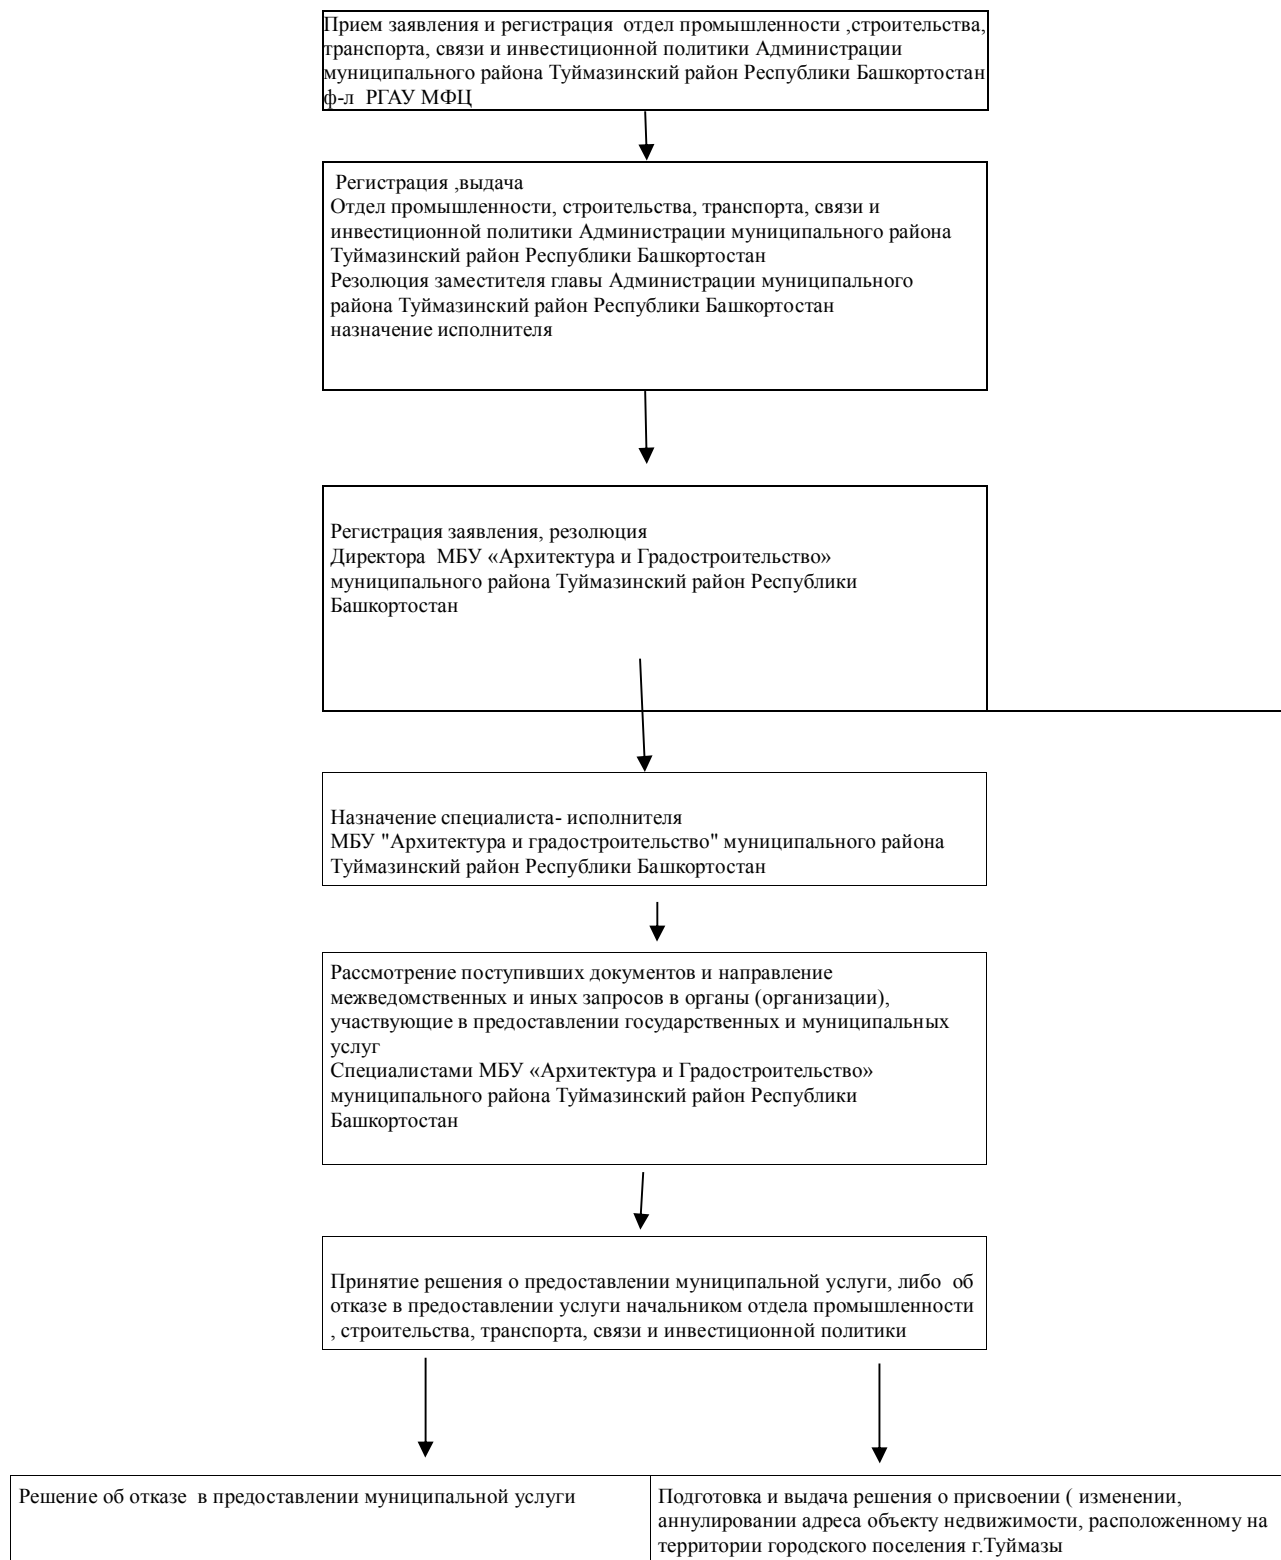 Прием заявления и регистрация  отдел промышленности ,строительства,
транспорта, связи и инвестиционной политики Администрации
муниципального района Туймазинский район Республики Башкортостан
ф-л  РГАУ МФЦ
Регистрация ,выдача
Отдел промышленности, строительства, транспорта, связи и
инвестиционной политики Администрации муниципального района
Туймазинский район Республики Башкортостан
Резолюция заместителя главы Администрации муниципального
района Туймазинский район Республики Башкортостан
назначение исполнителя
Регистрация заявления, резолюция
Директора  МБУ «Архитектура и Градостроительство»
муниципального района Туймазинский район Республики
Башкортостан
Назначение специалиста- исполнителя
МБУ "Архитектура и градостроительство" муниципального района
Туймазинский район Республики Башкортостан
Рассмотрение поступивших документов и направление
межведомственных и иных запросов в органы (организации),
участвующие в предоставлении государственных и муниципальных
услуг
Специалистами МБУ «Архитектура и Градостроительство»
муниципального района Туймазинский район Республики
Башкортостан
Принятие решения о предоставлении муниципальной услуги, либо  об
отказе в предоставлении услуги начальником отдела промышленности
, строительства, транспорта, связи и инвестиционной политики
Решение об отказе  в предоставлении муниципальной услуги
Подготовка и выдача решения о присвоении ( изменении,
аннулировании адреса объекту недвижимости, расположенному на
территории городского поселения г.Туймазы